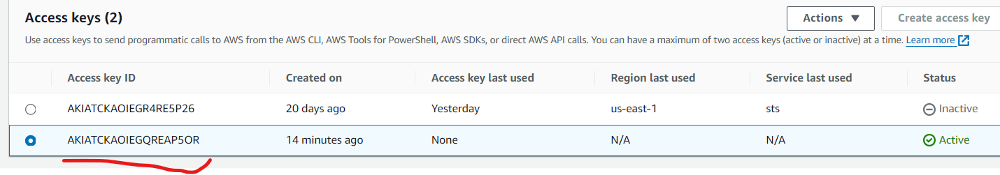 Access keys (2)
Actions ▼
Create access key
Use access keys to send programmatic calls to AWS from the AWS CLI, AWS Tools for PowerShell, AWS SDKs, or direct AWS API calls. You can have a maximum of two access keys (active or inactive) at a time. Learn more
Access key ID Created on Access key last used Region last used Service last used Status
AKIATCKAOIEGR4RE5P26 20 days ago Yesterday us-east-1 sts Inactive
AKIATCKAOIEGQREAP5OR 14 minutes ago None N/A N/A Active